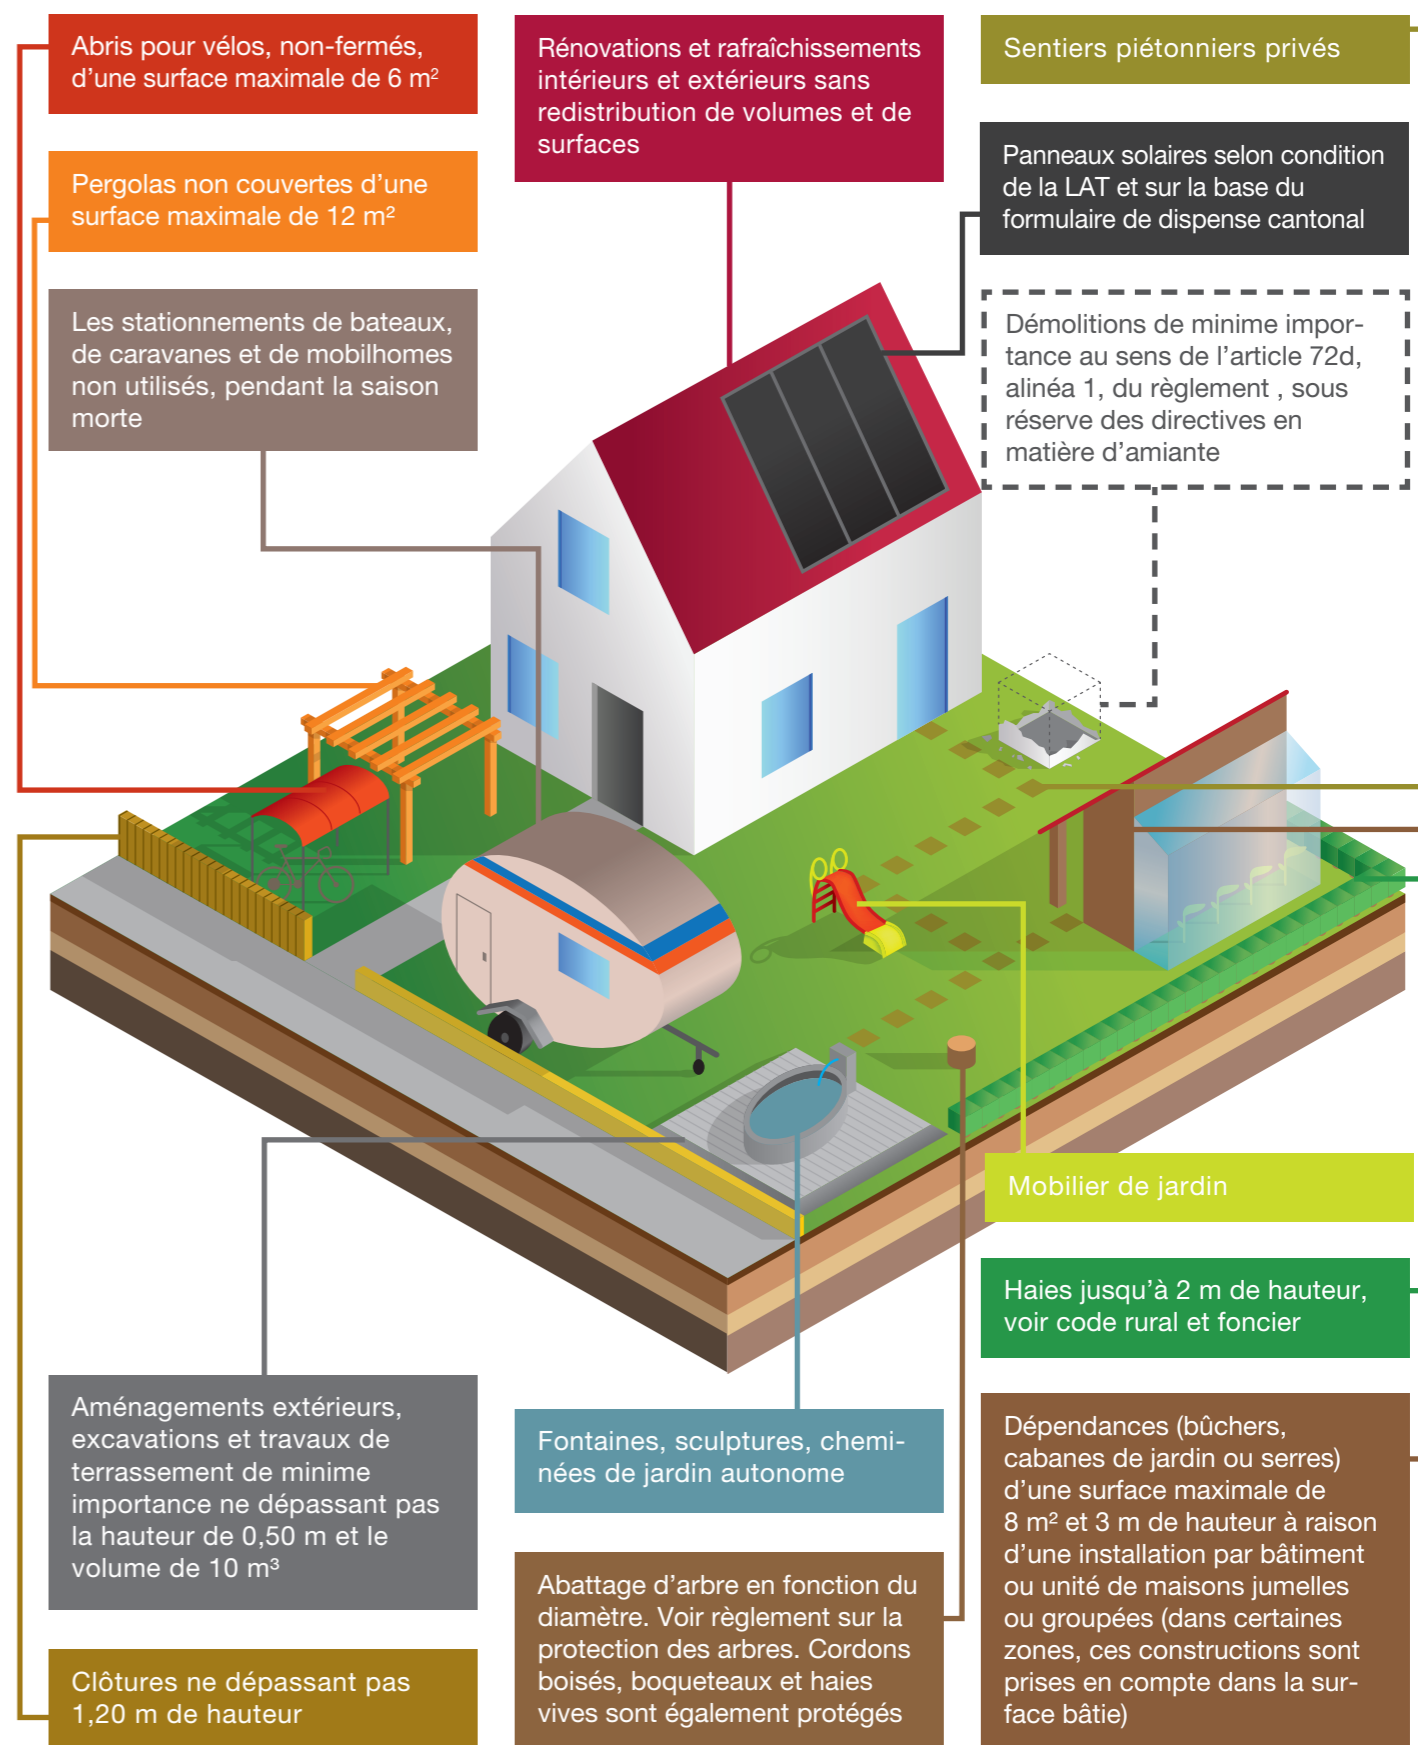 Abris pour vélos, non-fermés,
d’une surface maximale de 6 m²
Pergolas non couvertes d’une
surface maximale de 12 m²
Les stationnements de bateaux,
de caravanes et de mobilhomes
non utilisés, pendant la saison
morte
Rénovations et rafraîchissements
intérieurs et extérieurs sans
redistribution de volumes et de
surfaces
Sentiers piétonniers privés
Panneaux solaires selon condition
de la LAT et sur la base du
formulaire de dispense cantonal
Démolitions de minime impor-
tance au sens de l’article 72d,
alinéa 1, du règlement , sous
réserve des directives en
matière d’amiante
Mobilier de jardin
Haies jusqu’à 2 m de hauteur,
voir code rural et foncier
Aménagements extérieurs,
excavations et travaux de
terrassement de minime
importance ne dépassant pas
la hauteur de 0,50 m et le
volume de 10 m³
Clôtures ne dépassant pas
1,20 m de hauteur
Fontaines, sculptures, chemi-
nées de jardin autonome
Abattage d’arbre en fonction du
diamètre. Voir règlement sur la
protection des arbres. Cordons
boisés, boqueteaux et haies
vives sont également protégés
Dépendances (bûchers,
cabanes de jardin ou serres)
d’une surface maximale de
8 m² et 3 m de hauteur à raison
d’une installation par bâtiment
ou unité de maisons jumelles
ou groupées (dans certaines
zones, ces constructions sont
prises en compte dans la sur-
face bâtie)